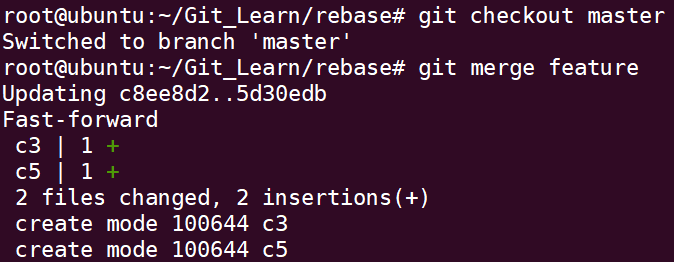 root@ubuntu:~/Git_Learn/rebase# git checkout master
Switched to branch 'master'
root@ubuntu:~/Git_Learn/rebase# git merge feature
Updating c8ee8d2..5d30edb
Fast-forward
 c3 | 1 +
 c5 | 1 +
 2 files changed, 2 insertions(+)
 create mode 100644 c3
 create mode 100644 c5